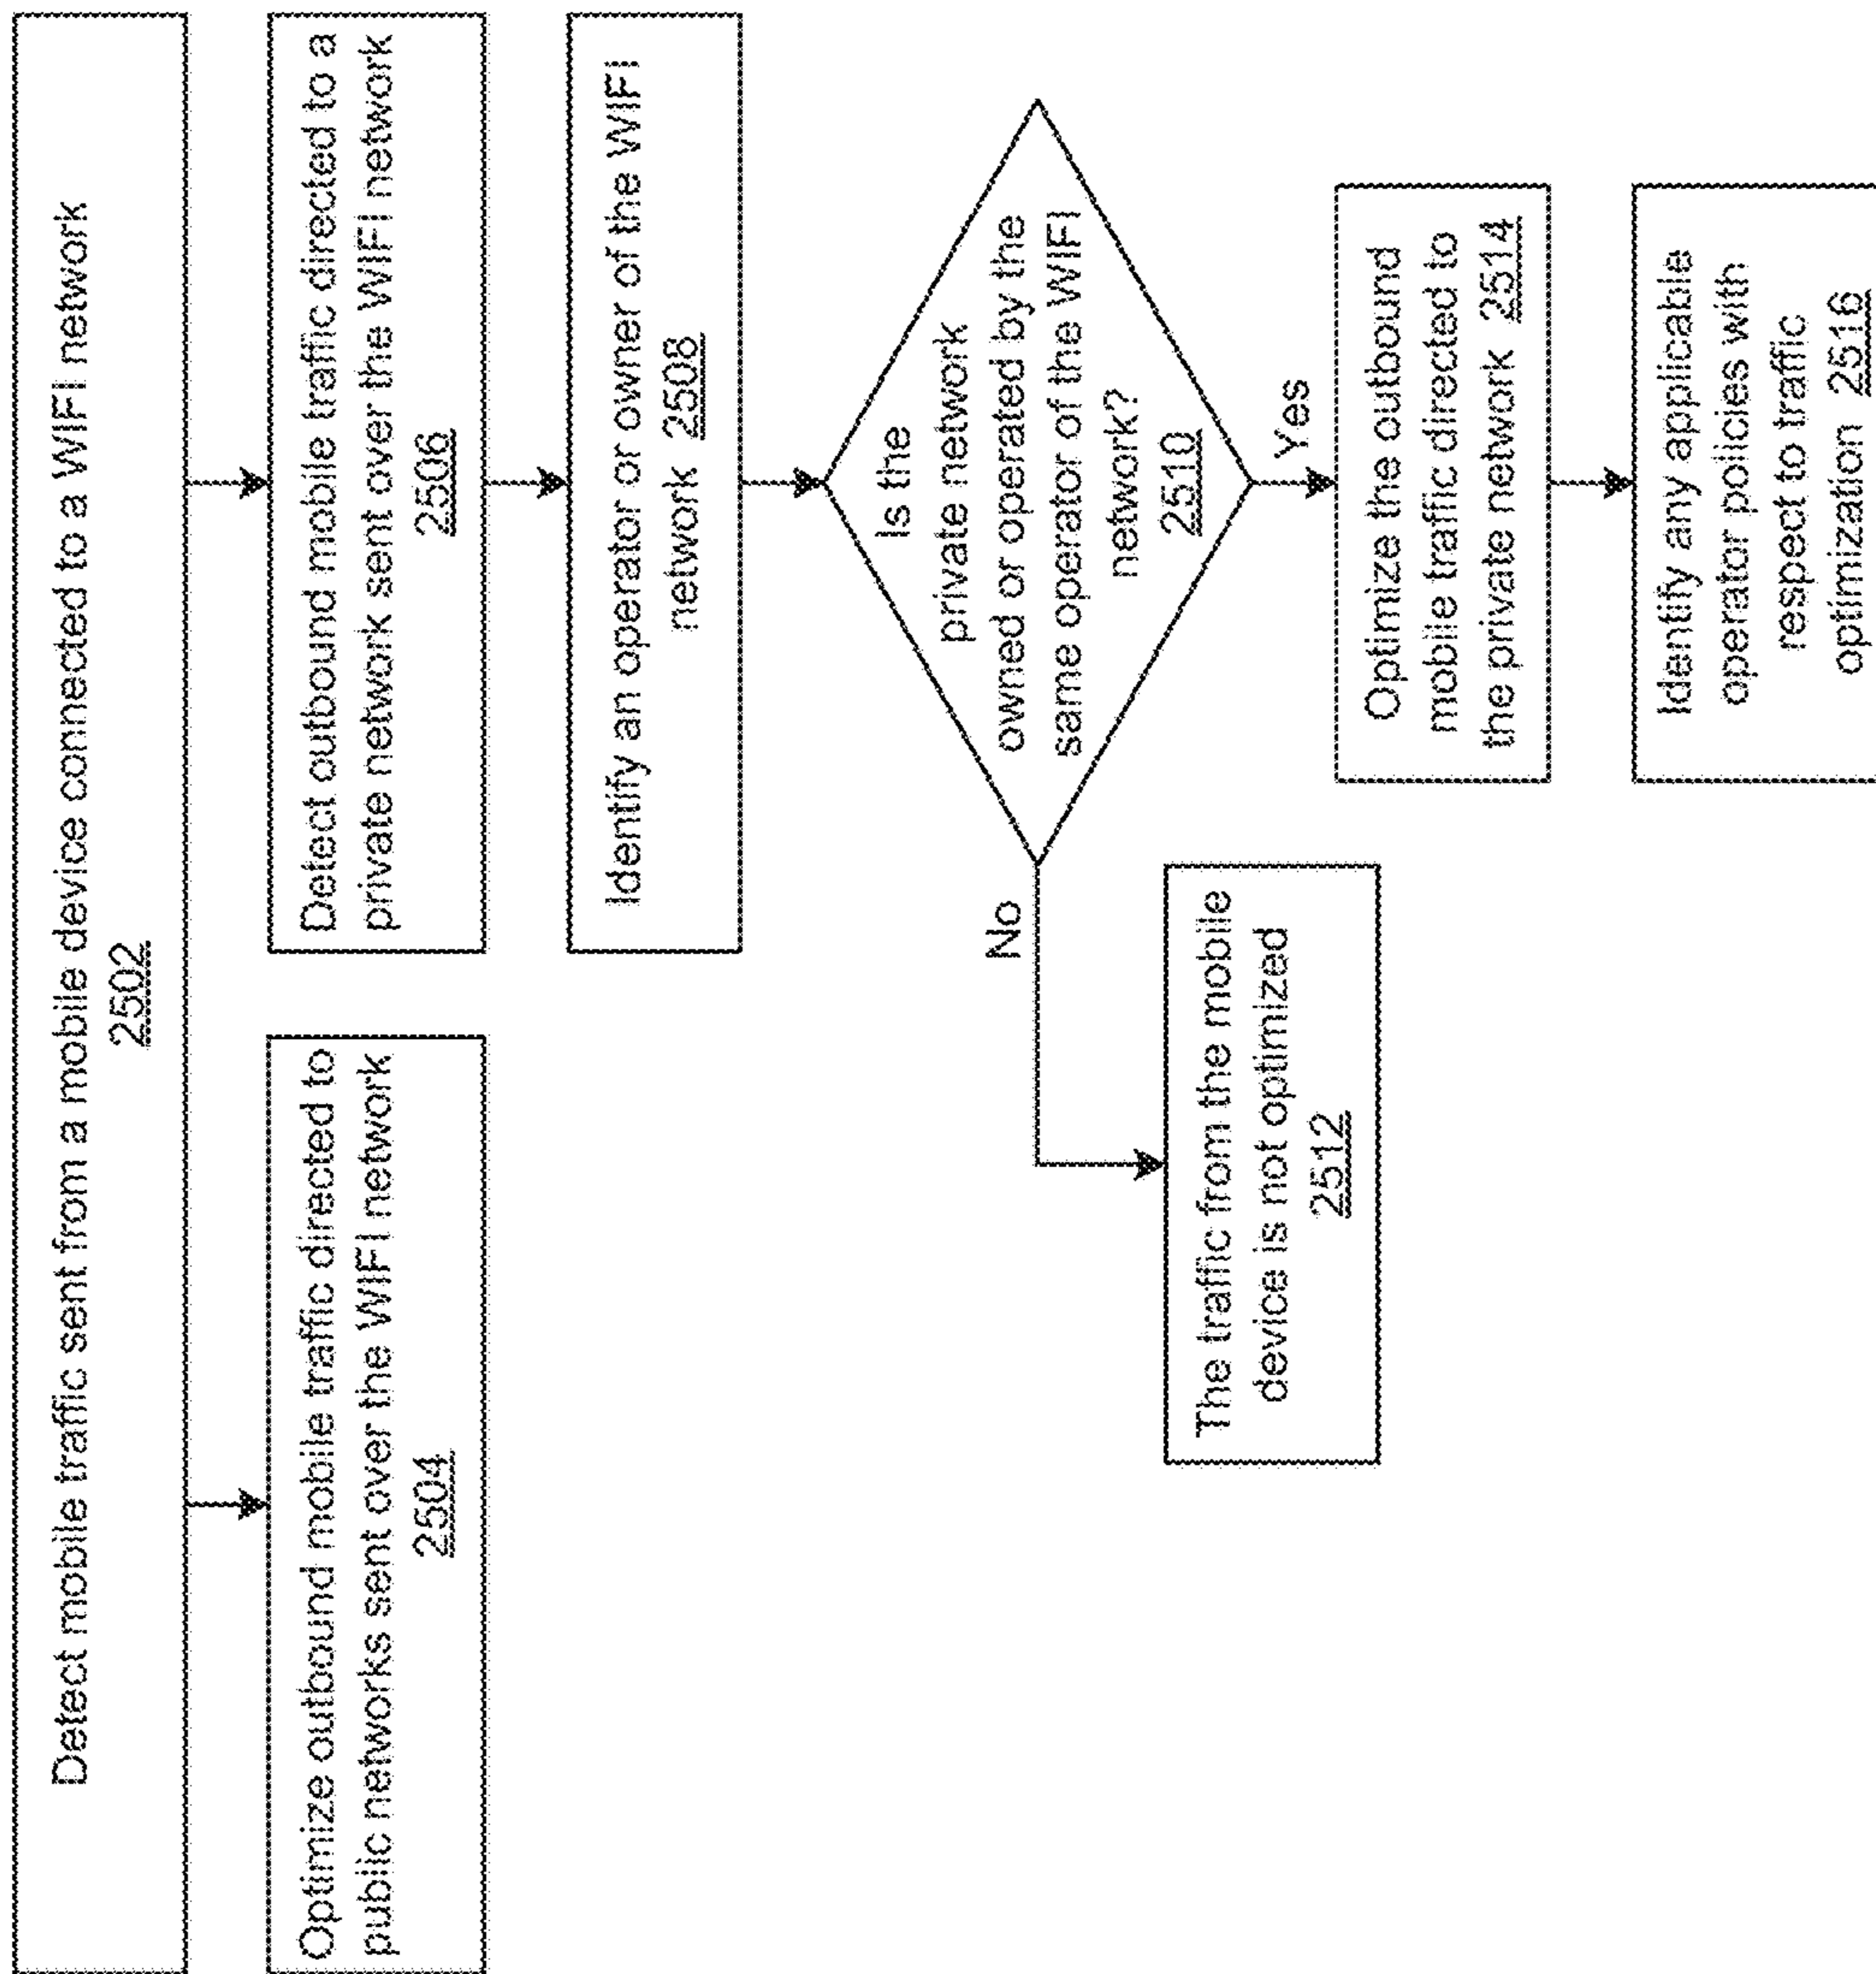 Detect mobile traffic sent from a mobile device connected to a WIFI network
2502
Optimize outbound mobile traffic directed to
public networks sent over the WIFI network
2504
Detect outbound mobile traffic directed to a
private network sent over the WIFI network
2506
Identify an operator or owner of the WIFI
network 2508
Is the
private network
owned or operated by the
same operator of the WIFI
network?
2510
No
Yes
The traffic from the mobile
device is not optimized
2512
Optimize the outbound
mobile traffic directed to
the private network 2514
Identify any applicable
operator policies with
respect to traffic
optimization 2516